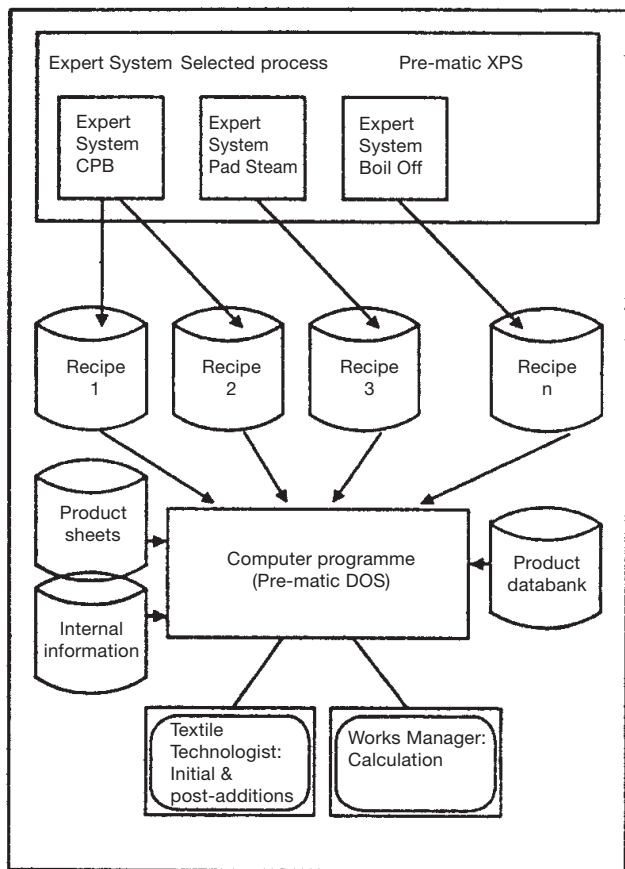 Expert System Selected process Pre-matic XPS
Expert
System
CPB
Expert
System
Pad Steam
Expert
System
Boil Off
Recipe
1
Recipe
2
Recipe
3
Recipe
n
Product
sheets
Internal
information
Computer programme
(Pre-matic DOS)
Product
databank
Textile
Technologist:
Initial &
post-additions
Works Manager:
Calculation